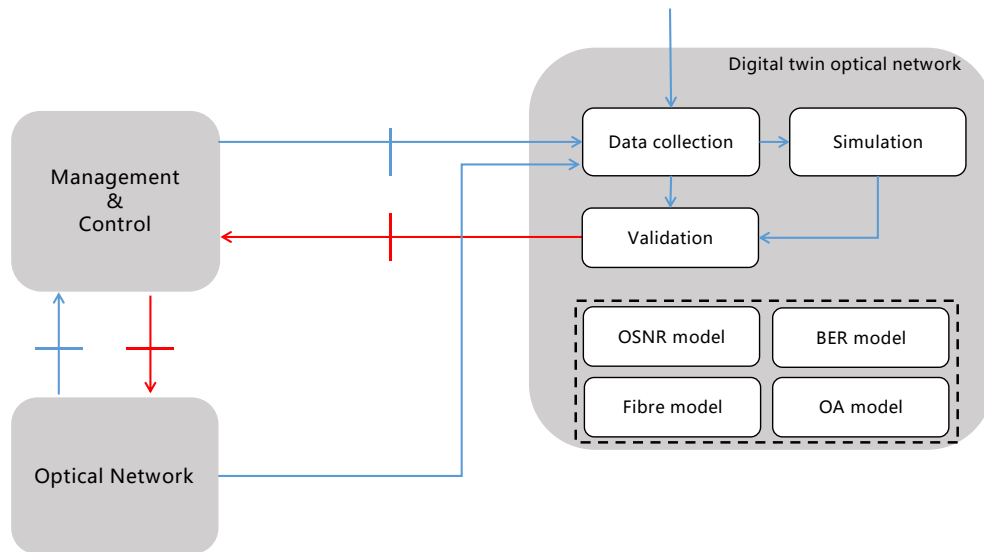 Digital twin optical network
Data collection
Simulation
Management
&
Control
Validation
OSNR model
BER model
Fibre model
OA model
Optical Network